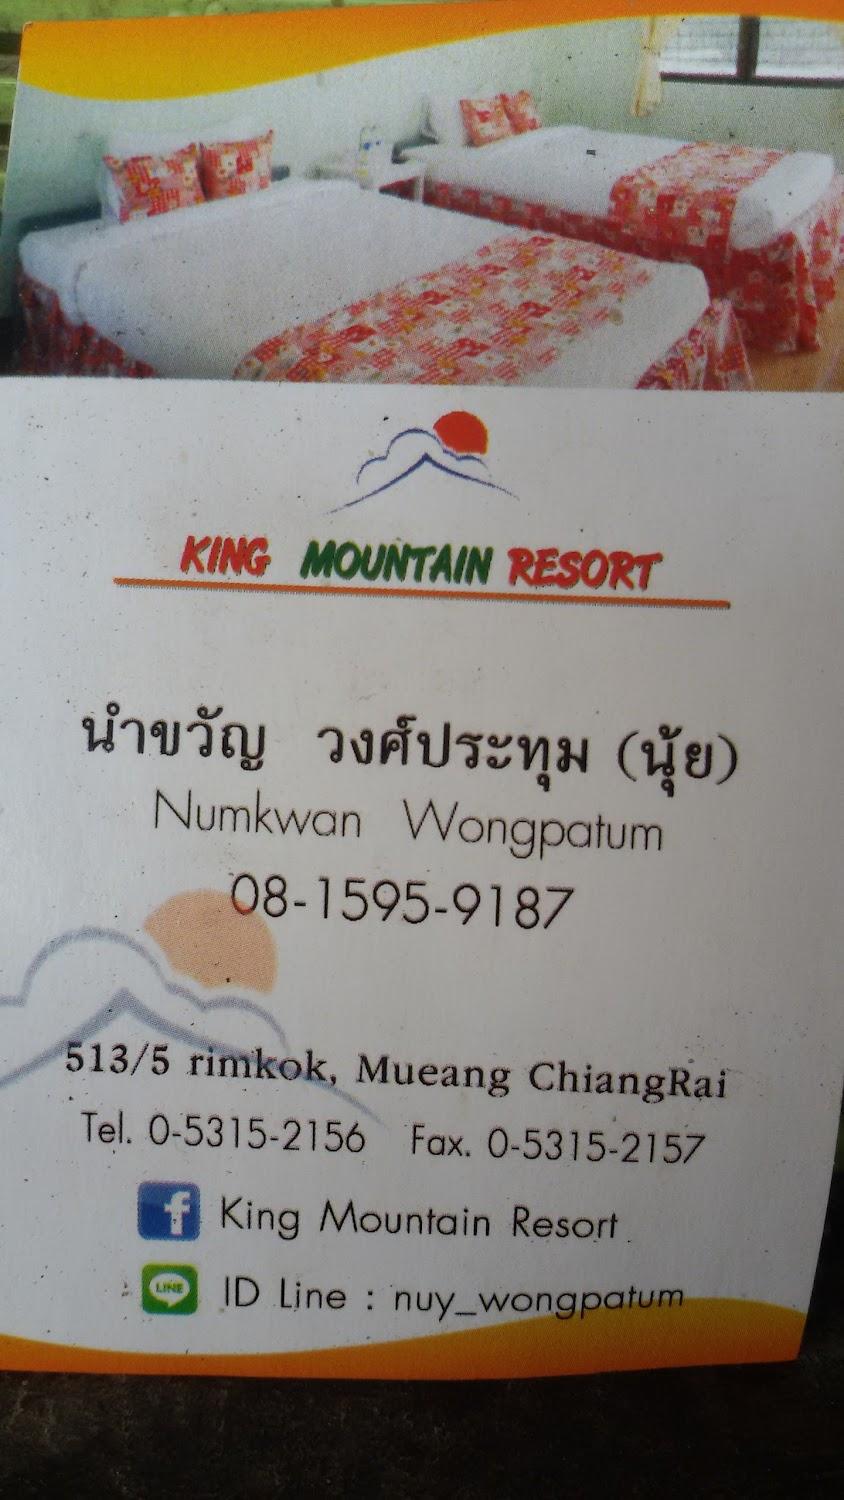 KING MOUNTAIN RESORT
นำขวัญ วงศ์ประทุม (นุ้ย)
Numkwan Wongpatum
08-1595-9187
513/5 rimkok, Mueang ChiangRai
Tel. 0-5315-2156 Fax. 0-5315-2157
f King Mountain Resort
LINE ID Line : nuy_wongpatum